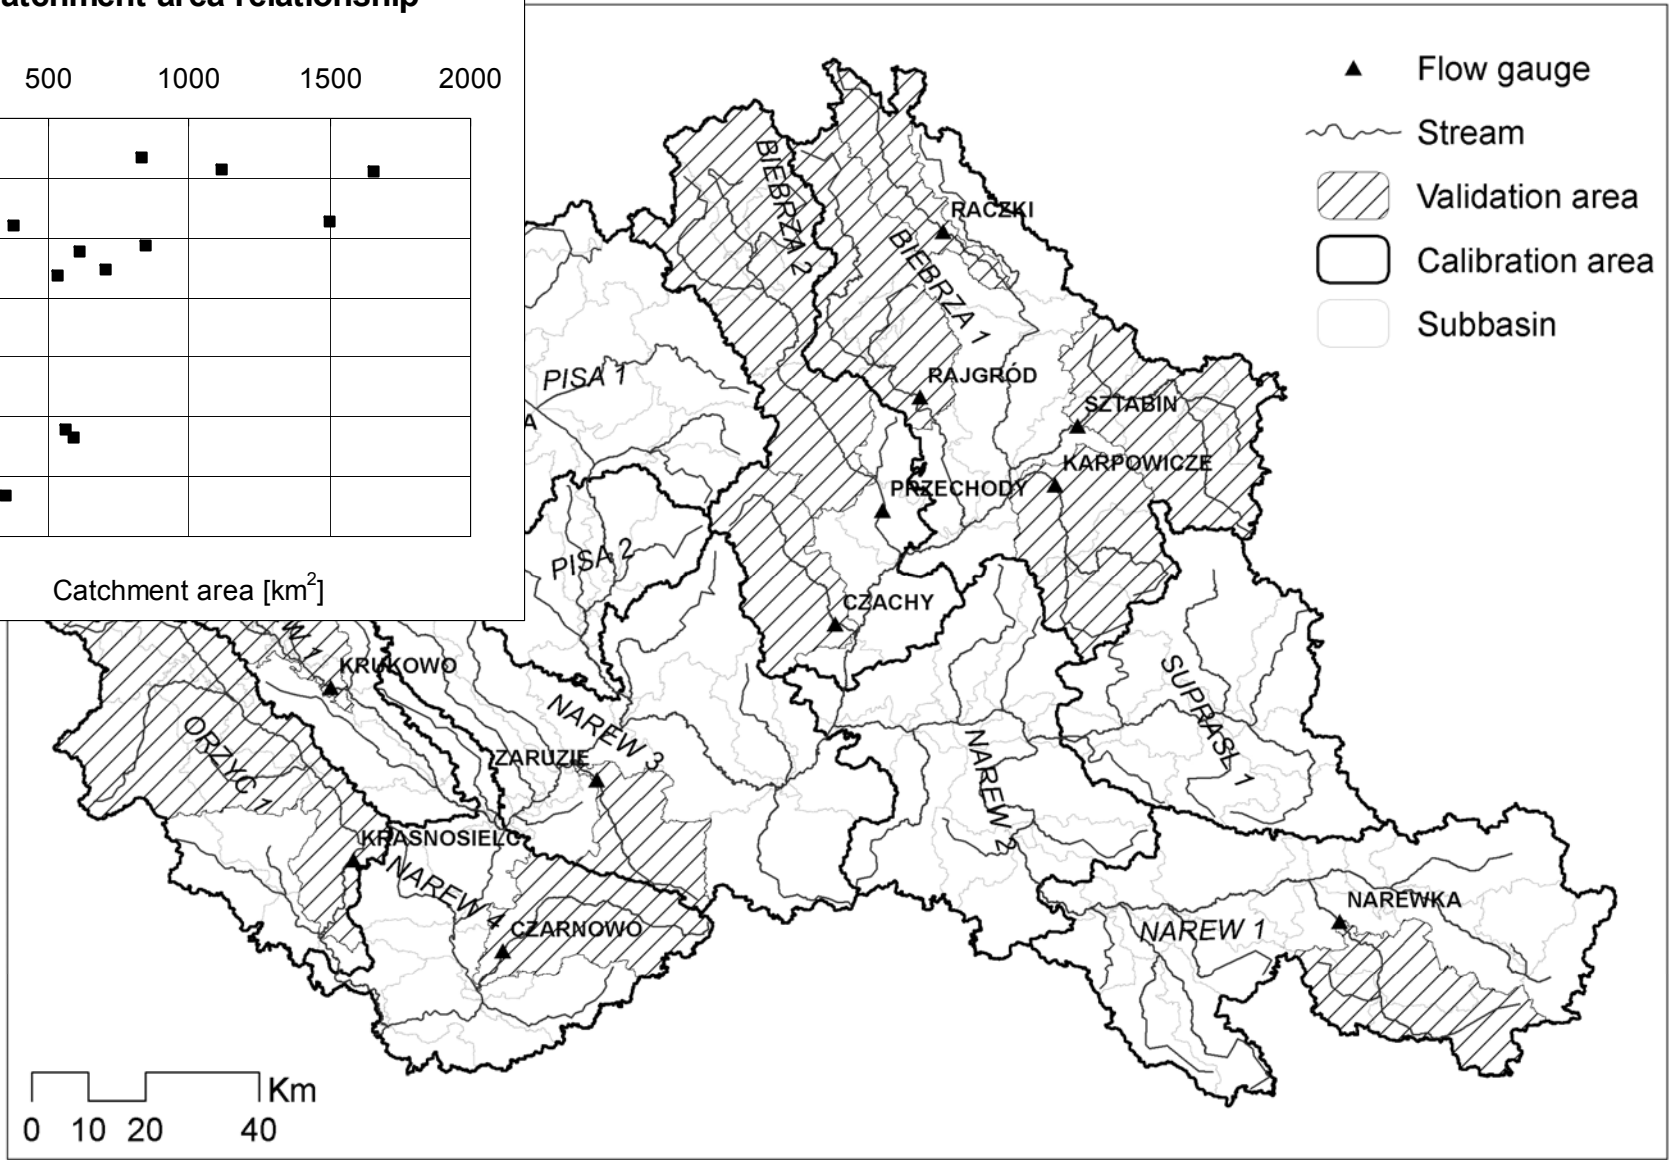 atchment area relationship
500 1000 1500 2000
Catchment area [km²]
Flow gauge
Stream
Validation area
Calibration area
Subbasin
BIEBRZA 2
RACZKI
BIEBRZA 1
PISA 1
RAJGRÓD
A
SZTABIN
KARPOWICZE
PRZECHODY
PISA 2
CZACHY
W 1
KRUKOWO
SUPRAŚL 1
NAREW 3
ORZYC 1
ZARUZIE
NAREW 2
KRASNOSIELC
NAREW 4
NAREWKA
CZARNOWO
NAREW 1
Km
0 10 20 40